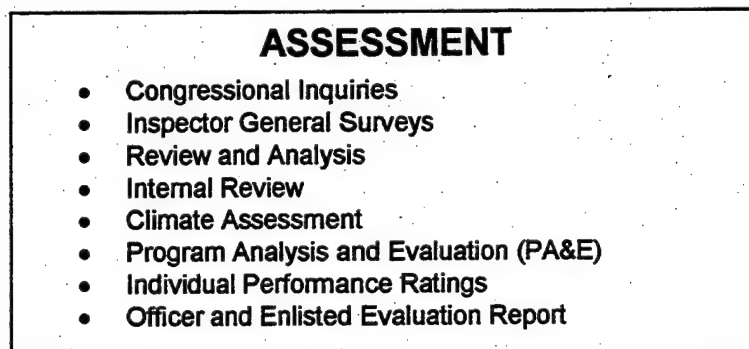 ASSESSMENT
• Congressional Inquiries
• Inspector General Surveys
• Review and Analysis
• Internal Review
• Climate Assessment
• Program Analysis and Evaluation (PA&E)
• Individual Performance Ratings
• Officer and Enlisted Evaluation Report